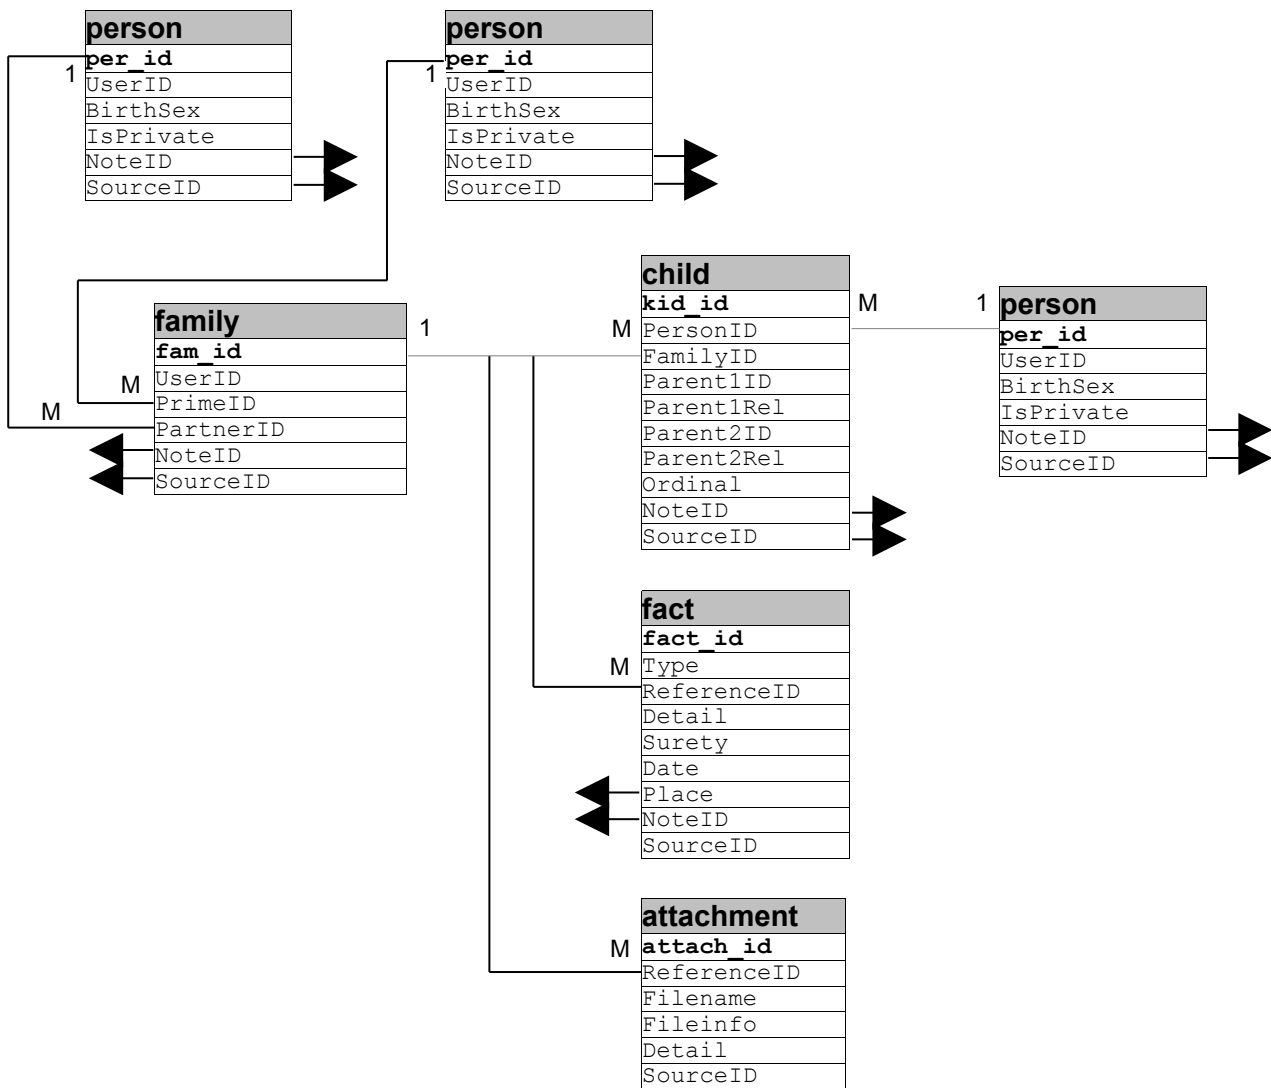 person
per_id
UserID
BirthSex
IsPrivate
NoteID
SourceID
1
person
per_id
UserID
BirthSex
IsPrivate
NoteID
SourceID
1
family
fam_id
UserID
PrimeID
PartnerID
NoteID
SourceID
M
M
1
child
kid_id
PersonID
FamilyID
Parent1ID
Parent1Rel
Parent2ID
Parent2Rel
Ordinal
NoteID
SourceID
M
M
1
person
per_id
UserID
BirthSex
IsPrivate
NoteID
SourceID
fact
fact_id
Type
ReferenceID
Detail
Surety
Date
Place
NoteID
SourceID
M
attachment
attach_id
ReferenceID
Filename
Fileinfo
Detail
SourceID
M